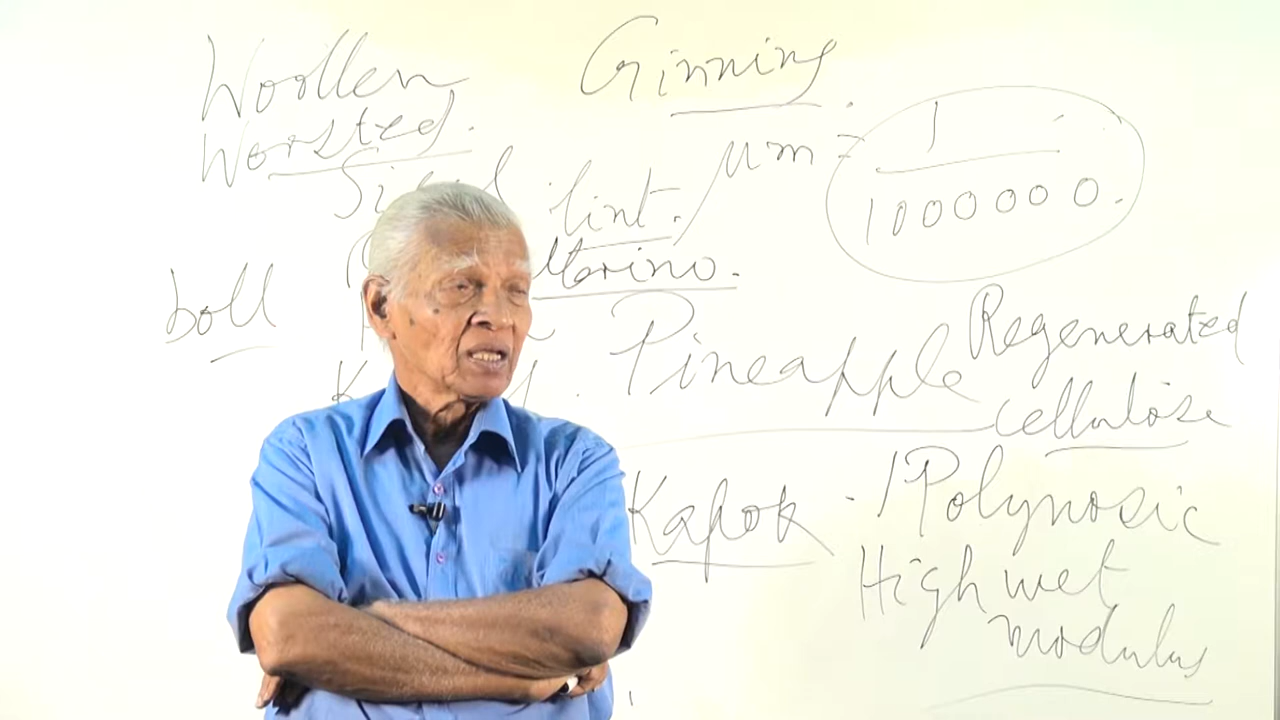 Woollen
Worsted.
boll
Ginning
lint.
Merino.
μm = 1 / 1000000.
Pineapple
Kapok
Regenerated
cellulose
Polynosic
High wet
modulus